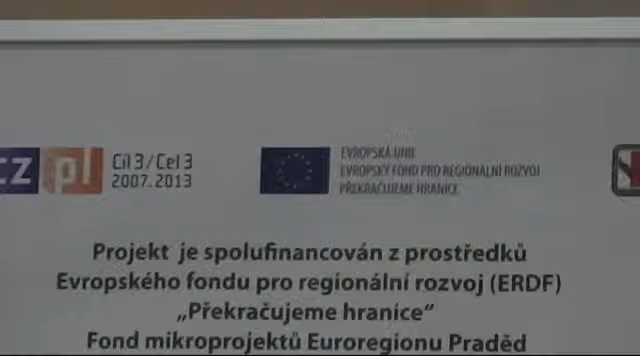 cz pl
Cíl 3 / Cel 3
2007.2013
EVROPSKÁ UNIE
EVROPSKÝ FOND PRO REGIONÁLNÍ ROZVOJ
PŘEKRAČUJEME HRANICE
Projekt je spolufinancován z prostředků
Evropského fondu pro regionální rozvoj (ERDF)
„Překračujeme hranice“
Fond mikroprojektů Euroregionu Praděd